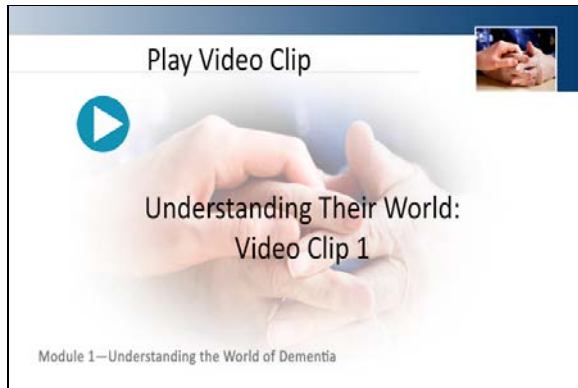 Play Video Clip
Understanding Their World:
Video Clip 1
Module 1—Understanding the World of Dementia